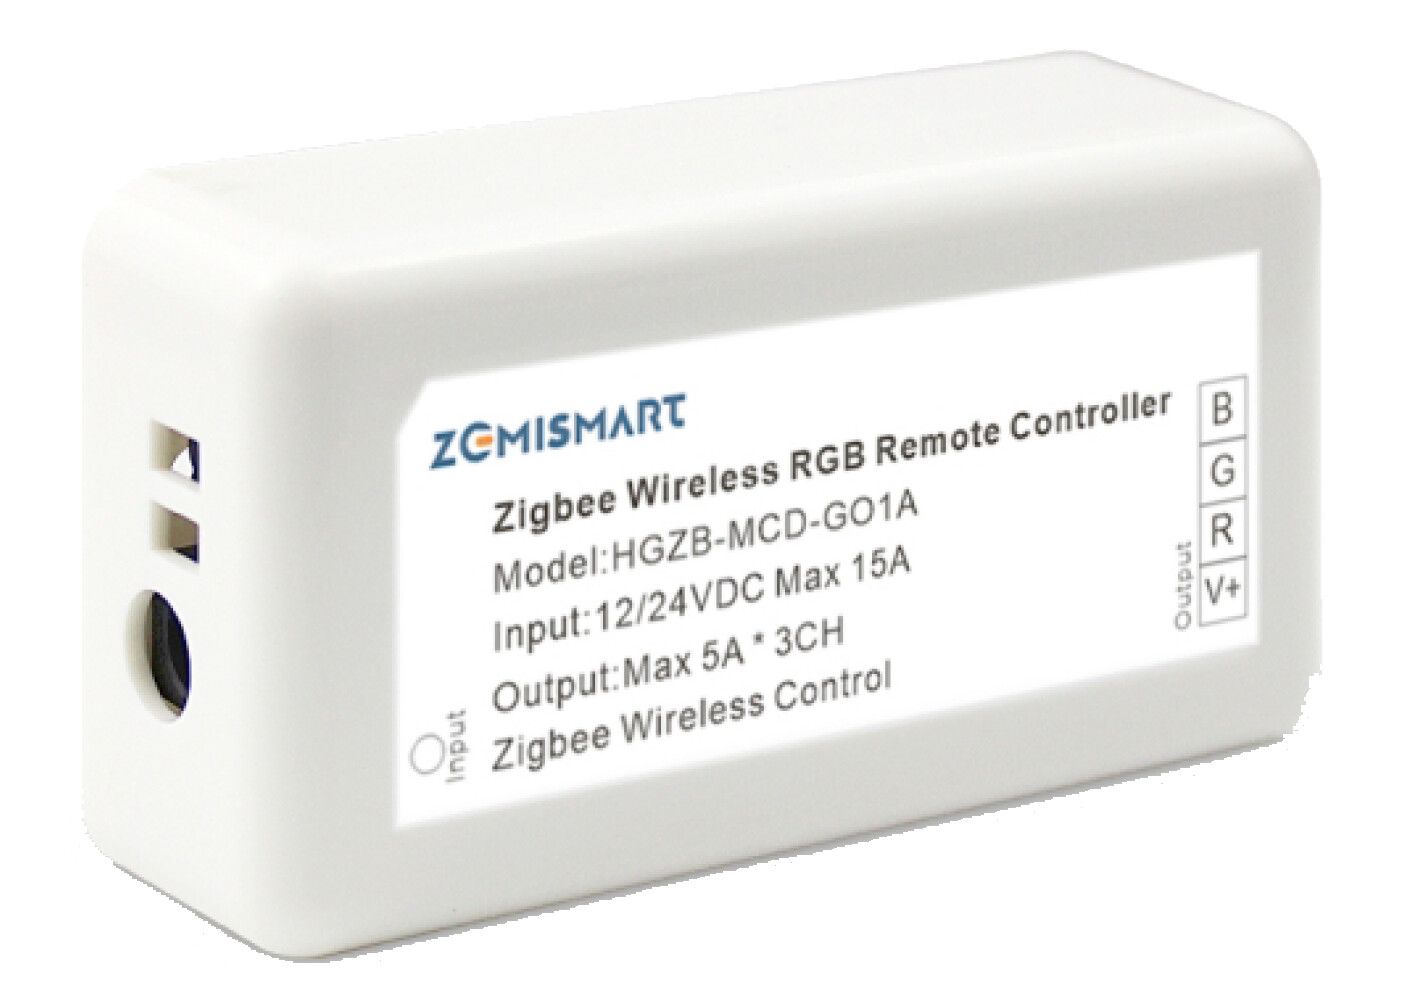 ZEMISMART
Zigbee Wireless RGB Remote Controller
Model:HGZB-MCD-GO1A
Input:12/24VDC Max 15A
Output:Max 5A * 3CH
Zigbee Wireless Control
Input
Output
B
G
R
V+